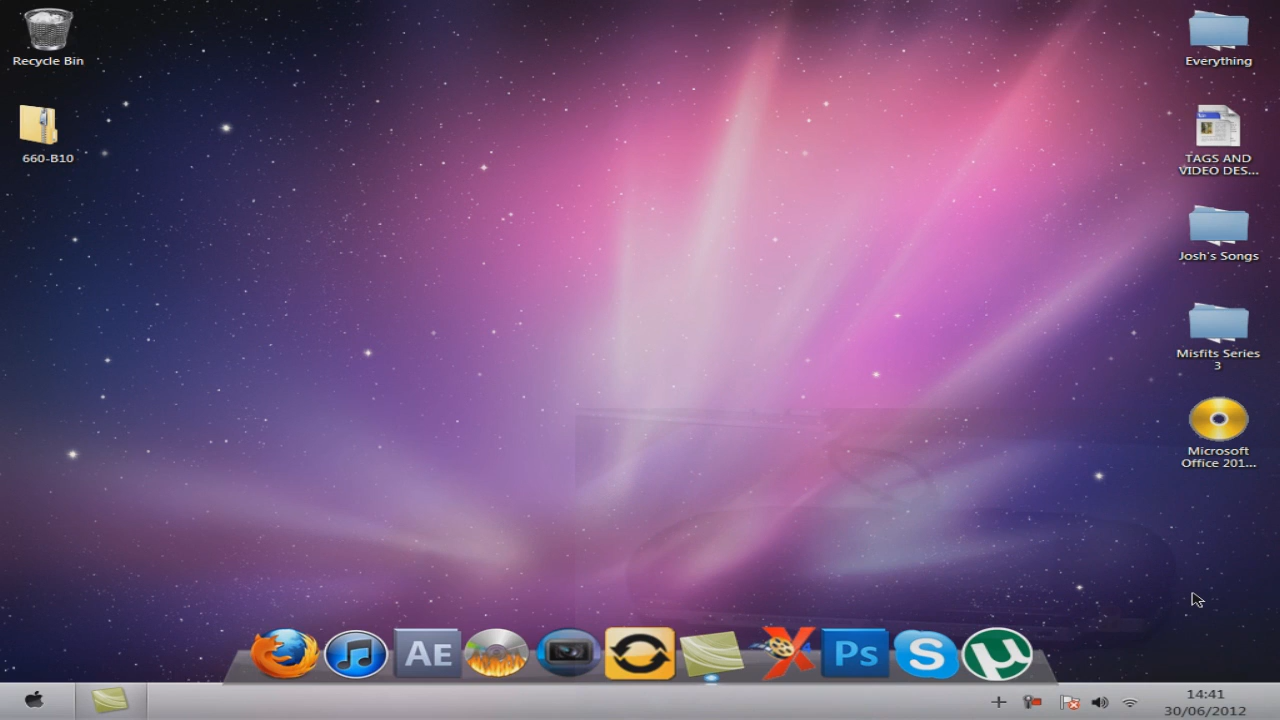 Recycle Bin
660-B10
Everything
TAGS AND
VIDEO DES...
Josh's Songs
Misfits Series
3
Microsoft
Office 201...
AE
Ps
S
µ
14:41
30/06/2012